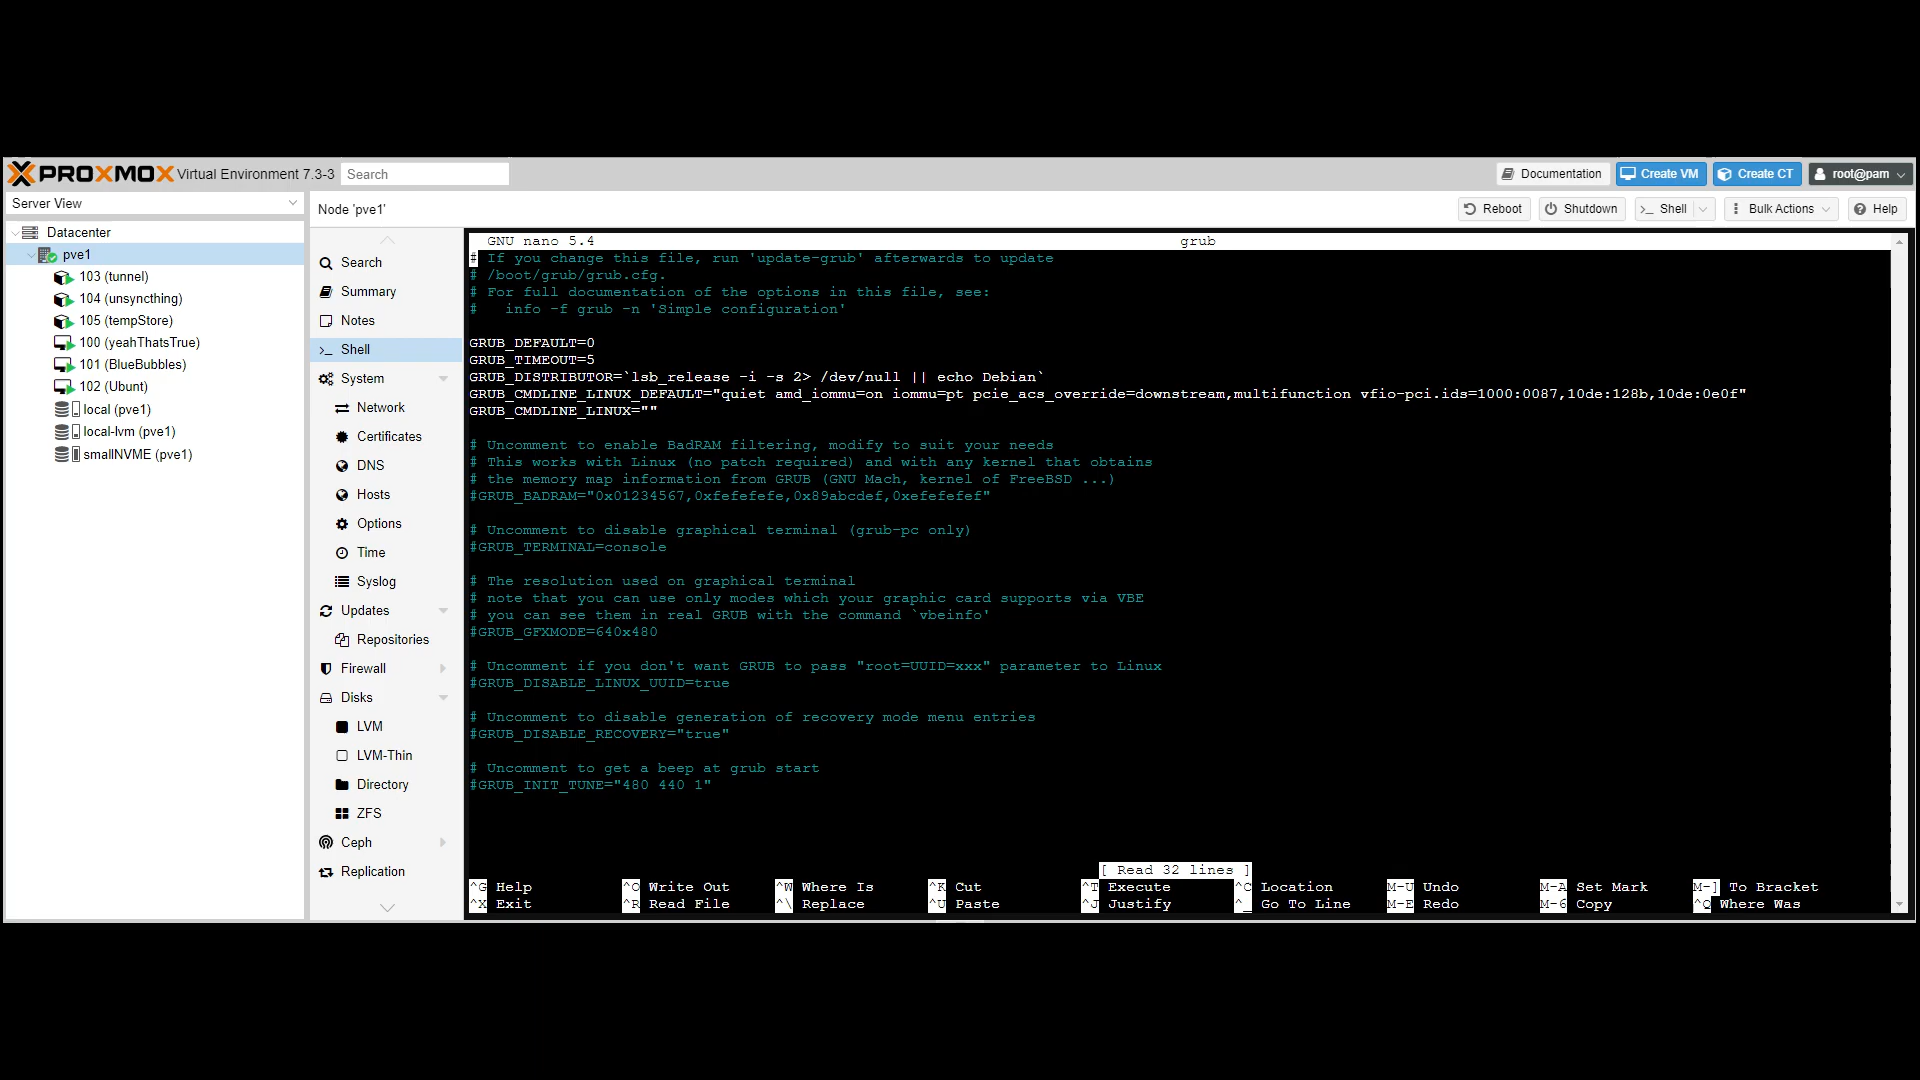 PROXMOX Virtual Environment 7.3-3 Search Documentation Create VM Create CT root@pam
Server View
Node 'pve1' Reboot Shutdown Shell Bulk Actions Help
Datacenter
pve1
103 (tunnel)
104 (unsyncthing)
105 (tempStore)
100 (yeahThatsTrue)
101 (BlueBubbles)
102 (Ubunt)
local (pve1)
local-lvm (pve1)
smallNVME (pve1)
Search
Summary
Notes
Shell
System
Network
Certificates
DNS
Hosts
Options
Time
Syslog
Updates
Repositories
Firewall
Disks
LVM
LVM-Thin
Directory
ZFS
Ceph
Replication
GNU nano 5.4 grub
# If you change this file, run 'update-grub' afterwards to update
# /boot/grub/grub.cfg.
# For full documentation of the options in this file, see:
#   info -f grub -n 'Simple configuration'
GRUB_DEFAULT=0
GRUB_TIMEOUT=5
GRUB_DISTRIBUTOR=`lsb_release -i -s 2> /dev/null || echo Debian`
GRUB_CMDLINE_LINUX_DEFAULT="quiet amd_iommu=on iommu=pt pcie_acs_override=downstream,multifunction vfio-pci.ids=1000:0087,10de:128b,10de:0e0f"
GRUB_CMDLINE_LINUX=""
# Uncomment to enable BadRAM filtering, modify to suit your needs
# This works with Linux (no patch required) and with any kernel that obtains
# the memory map information from GRUB (GNU Mach, kernel of FreeBSD ...)
#GRUB_BADRAM="0x01234567,0xfefefefe,0x89abcdef,0xefefefef"
# Uncomment to disable graphical terminal (grub-pc only)
#GRUB_TERMINAL=console
# The resolution used on graphical terminal
# note that you can use only modes which your graphic card supports via VBE
# you can see them in real GRUB with the command `vbeinfo'
#GRUB_GFXMODE=640x480
# Uncomment if you don't want GRUB to pass "root=UUID=xxx" parameter to Linux
#GRUB_DISABLE_LINUX_UUID=true
# Uncomment to disable generation of recovery mode menu entries
#GRUB_DISABLE_RECOVERY="true"
# Uncomment to get a beep at grub start
#GRUB_INIT_TUNE="480 440 1"
[ Read 32 lines ]
^G Help ^O Write Out ^W Where Is ^K Cut ^T Execute ^C Location M-U Undo M-A Set Mark M-] To Bracket
^X Exit ^R Read File ^\ Replace ^U Paste ^J Justify ^_ Go To Line M-E Redo M-6 Copy ^Q Where Was